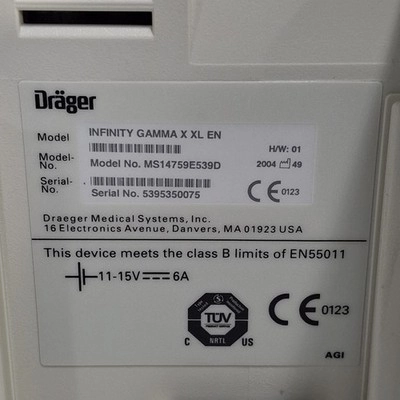 Dräger
Model INFINITY GAMMA X XL EN
H/W: 01
Model-No. Model No. MS14759E539D 2004 49
Serial-No. Serial No. 5395350075 CE 0123
Draeger Medical Systems, Inc.
16 Electronics Avenue, Danvers, MA 01923 USA
This device meets the class B limits of EN55011
11-15V 6A
TÜV
C NRTL US
CE 0123
AGI